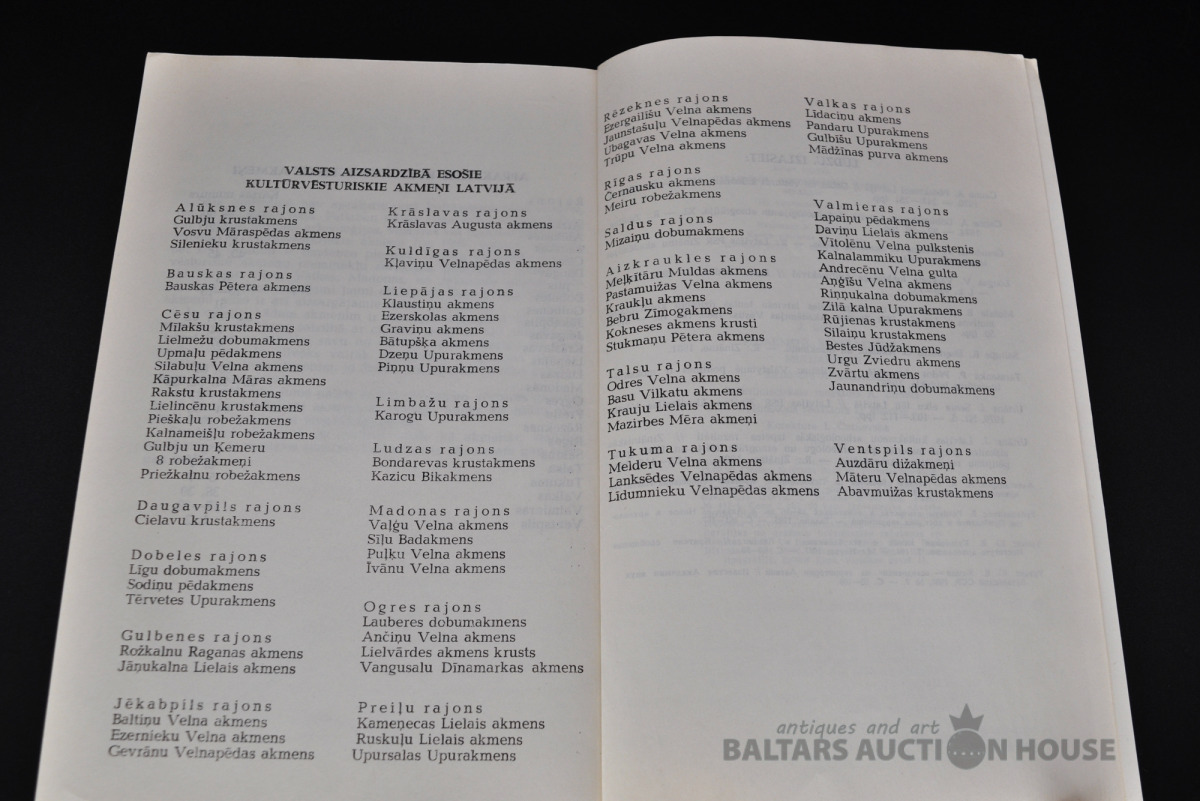 VALSTS AIZSARDZĪBĀ ESOŠIE
KULTŪRVĒSTURISKIE AKMEŅI LATVIJĀ
Alūksnes rajons
Gulbju krustakmens
Vosvu Māraspēdas akmens
Silenieku krustakmens
Bauskas rajons
Bauskas Pētera akmens
Cēsu rajons
Mīlakšu krustakmens
Lielmežu dobumakmens
Upmaļu pēdakmens
Silabuļu Velna akmens
Kāpurkalna Māras akmens
Rakstu krustakmens
Lielincēnu krustakmens
Pieškaļu robežakmens
Kalnameišļu robežakmens
Gulbju un Ķemeru
8 robežakmeņi
Priežkalnu robežakmens
Daugavpils rajons
Cielavu krustakmens
Dobeles rajons
Līgu dobumakmens
Sodiņu pēdakmens
Tērvetes Upurakmens
Gulbenes rajons
Rožkalnu Raganas akmens
Jāņukalna Lielais akmens
Jēkabpils rajons
Baltiņu Velna akmens
Ezernieku Velna akmens
Gevrānu Velnapēdas akmens
Krāslavas rajons
Krāslavas Augusta akmens
Kuldīgas rajons
Kļaviņu Velnapēdas akmens
Liepājas rajons
Klaustiņu akmens
Ezerskolas akmens
Graviņu akmens
Bātupšķa akmens
Dzeņu Upurakmens
Piņņu Upurakmens
Limbažu rajons
Karogu Upurakmens
Ludzas rajons
Bondarevas krustakmens
Kazicu Bikakmens
Madonas rajons
Vaļģu Velna akmens
Sīļu Badakmens
Puļķu Velna akmens
Īvānu Velna akmens
Ogres rajons
Lauberes dobumakmens
Ančiņu Velna akmens
Lielvārdes akmens krusts
Vangusalu Dīnamarkas akmens
Preiļu rajons
Kameņecas Lielais akmens
Ruskuļu Lielais akmens
Upursalas Upurakmens
Rēzeknes rajons
Ezergailīšu Velna akmens
Jaunstašuļu Velnapēdas akmens
Ubagavas Velna akmens
Trūpu Velna akmens
Rīgas rajons
Černausku akmens
Meiru robežakmens
Saldus rajons
Mizaiņu dobumakmens
Aizkraukles rajons
Meļķitāru Muldas akmens
Pastamuižas Velna akmens
Kraukļu akmens
Bebru Zīmogakmens
Kokneses akmens krusti
Stukmaņu Pētera akmens
Talsu rajons
Odres Velna akmens
Basu Vilkatu akmens
Krauju Lielais akmens
Mazirbes Mēra akmeņi
Tukuma rajons
Melderu Velna akmens
Lanksēdes Velnapēdas akmens
Līdumnieku Velnapēdas akmens
Valkas rajons
Līdaciņu akmens
Pandaru Upurakmens
Gulbīšu Upurakmens
Mādžīnas purva akmens
Valmieras rajons
Lapaiņu pēdakmens
Daviņu Lielais akmens
Vītolēnu Velna pulkstenis
Kalnalammiku Upurakmens
Andrecēnu Velna gulta
Aņģīšu Velna akmens
Riņņukalna dobumakmens
Zilā kalna Upurakmens
Rūjienas krustakmens
Silaiņu krustakmens
Bestes Jūdžakmens
Urgu Zviedru akmens
Zvārtu akmens
Jaunandriņu dobumakmens
Ventspils rajons
Auzdāru dižakmeņi
Māteru Velnapēdas akmens
Abavmuižas krustakmens
antiques and art
BALTARS AUCTION HOUSE